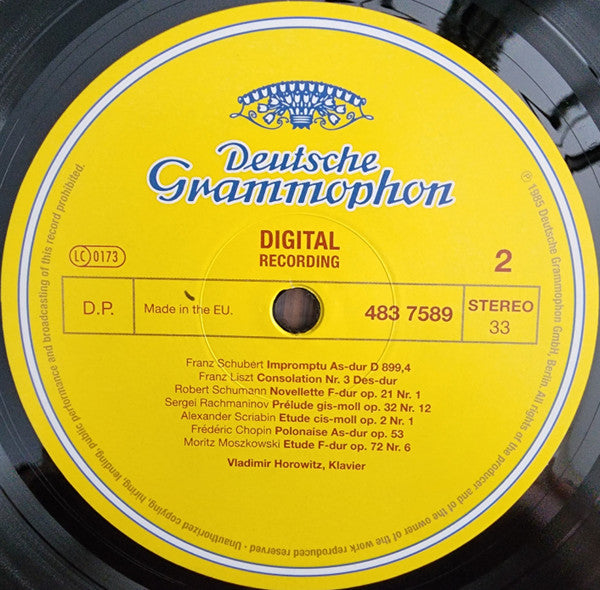 Deutsche
Grammophon
DIGITAL
RECORDING
2
LC 0173
D.P.
Made in the EU.
483 7589
STEREO
33
Franz Schubert Impromptu As-dur D 899,4
Franz Liszt Consolation Nr. 3 Des-dur
Robert Schumann Novellette F-dur op. 21 Nr. 1
Sergei Rachmaninov Prélude gis-moll op. 32 Nr. 12
Alexander Scriabin Etude cis-moll op. 2 Nr. 1
Frédéric Chopin Polonaise As-dur op. 53
Moritz Moszkowski Etude F-dur op. 72 Nr. 6
Vladimir Horowitz, Klavier
℗ 1985 Deutsche Grammophon GmbH, Berlin. All rights of the producer and of the owner of the work reproduced reserved - Unauthorized copying, hiring, lending, public performance and broadcasting of this record prohibited.